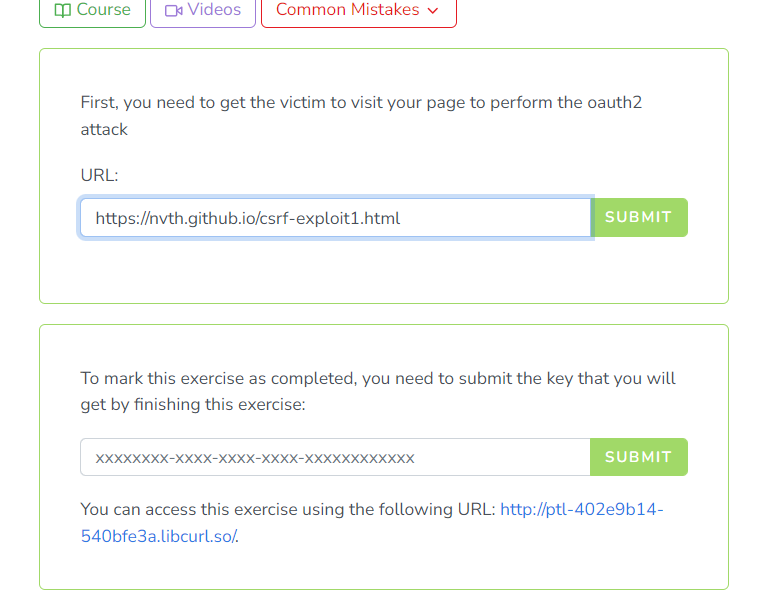 Course Videos Common Mistakes
First, you need to get the victim to visit your page to perform the oauth2
attack
URL:
https://nvth.github.io/csrf-exploit1.html SUBMIT
To mark this exercise as completed, you need to submit the key that you will
get by finishing this exercise:
xxxxxxxx-xxxx-xxxx-xxxx-xxxxxxxxxxxx SUBMIT
You can access this exercise using the following URL: http://ptl-402e9b14-
540bfe3a.libcurl.so/.